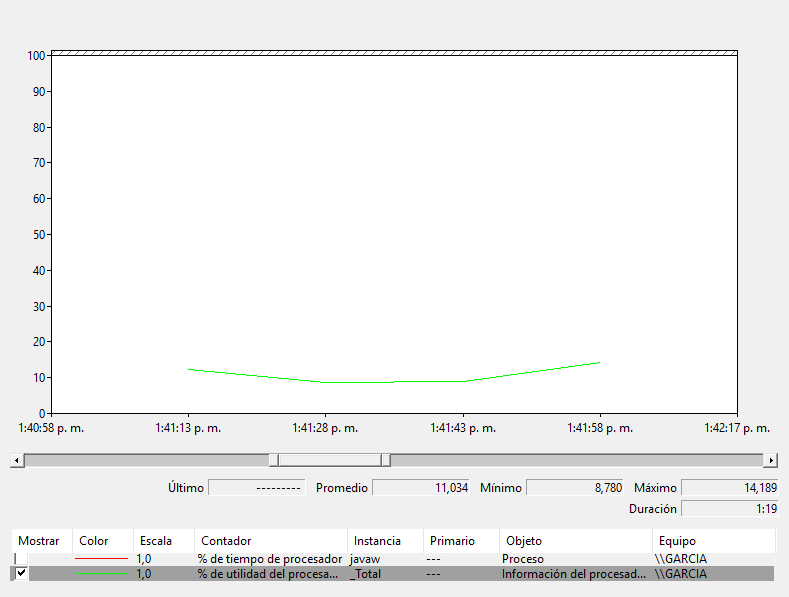 100
90
80
70
60
50
40
30
20
10
0
1:40:58 p. m. 1:41:13 p. m. 1:41:28 p. m. 1:41:43 p. m. 1:41:58 p. m. 1:42:17 p. m.
Último --------- Promedio 11,034 Mínimo 8,780 Máximo 14,189
Duración 1:19
Mostrar Color Escala Contador Instancia Primario Objeto Equipo
1,0 % de tiempo de procesador javaw --- Proceso \\GARCIA
1,0 % de utilidad del procesa... _Total --- Información del procesad... \\GARCIA